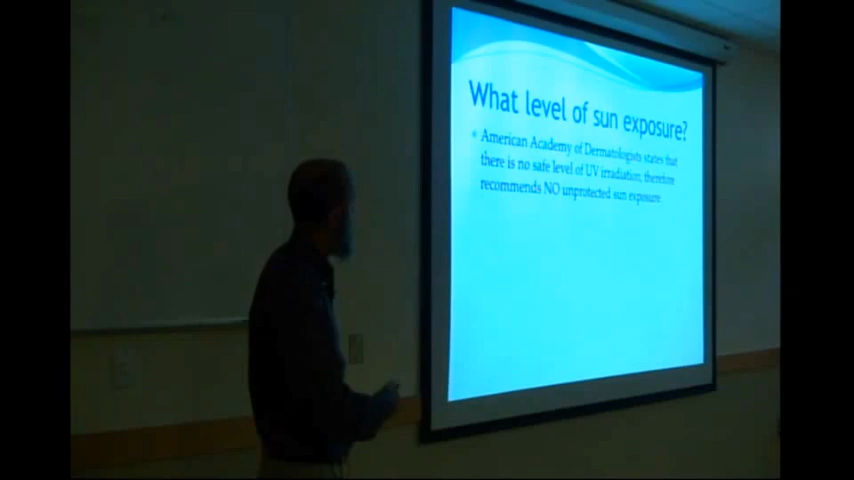 What level of sun exposure?
American Academy of Dermatologists states that
there is no safe level of UV irradiation; therefore
recommends NO unprotected sun exposure.